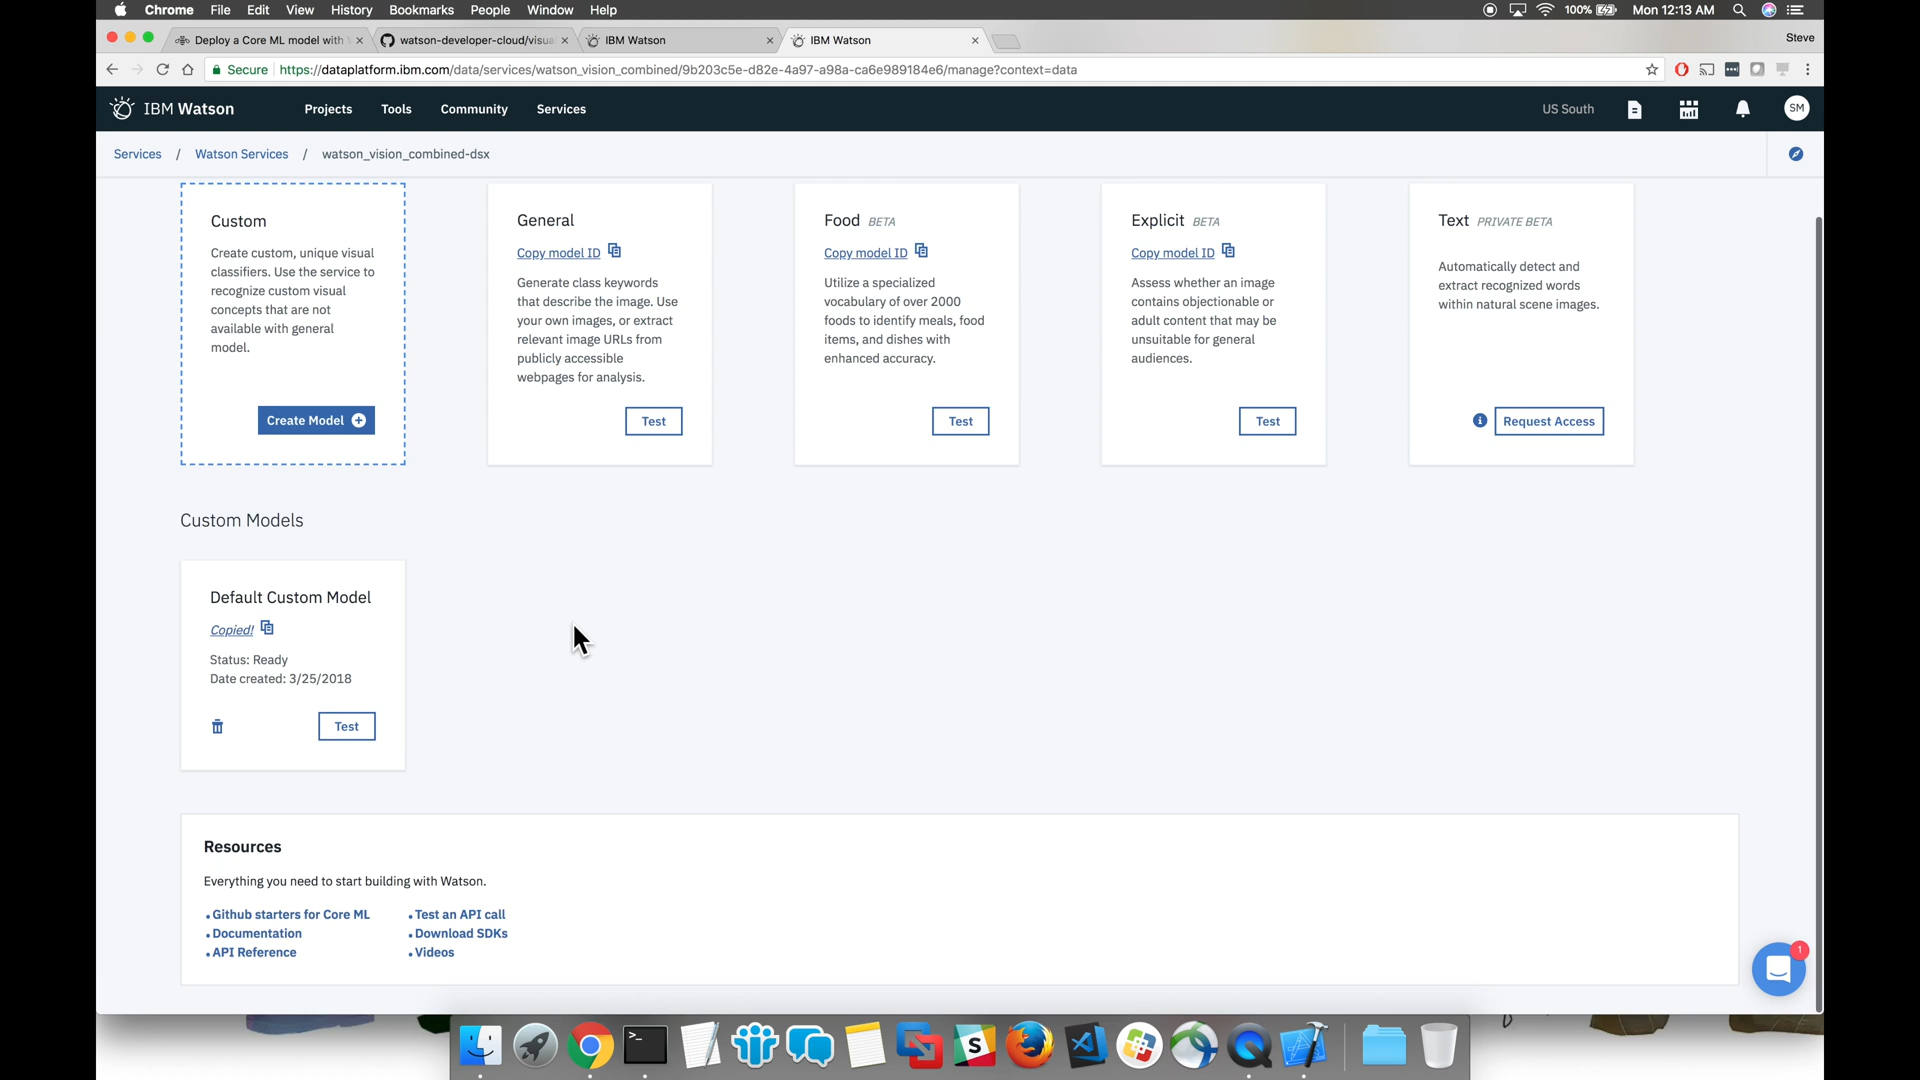 Chrome File Edit View History Bookmarks People Window Help
100% Mon 12:13 AM
Deploy a Core ML model with
watson-developer-cloud/visua
IBM Watson
IBM Watson
Steve
Secure https://dataplatform.ibm.com/data/services/watson_vision_combined/9b203c5e-d82e-4a97-a98a-ca6e989184e6/manage?context=data
IBM Watson Projects Tools Community Services US South SM
Services / Watson Services / watson_vision_combined-dsx
Custom
Create custom, unique visual
classifiers. Use the service to
recognize custom visual
concepts that are not
available with general
model.
Create Model
General
Copy model ID
Generate class keywords
that describe the image. Use
your own images, or extract
relevant image URLs from
publicly accessible
webpages for analysis.
Test
Food BETA
Copy model ID
Utilize a specialized
vocabulary of over 2000
foods to identify meals, food
items, and dishes with
enhanced accuracy.
Test
Explicit BETA
Copy model ID
Assess whether an image
contains objectionable or
adult content that may be
unsuitable for general
audiences.
Test
Text PRIVATE BETA
Automatically detect and
extract recognized words
within natural scene images.
Request Access
Custom Models
Default Custom Model
Copied!
Status: Ready
Date created: 3/25/2018
Test
Resources
Everything you need to start building with Watson.
Github starters for Core ML
Documentation
API Reference
Test an API call
Download SDKs
Videos
1